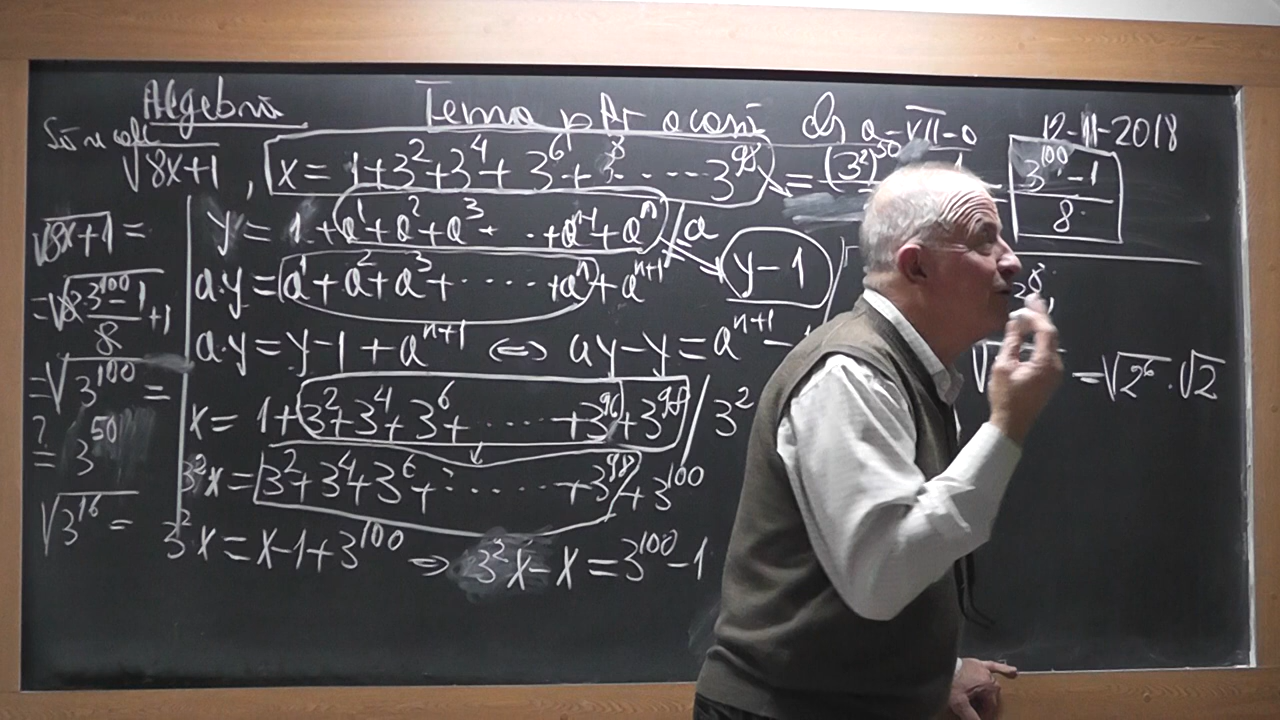 Algebră Tema ptr acasă cls a-VII-a 12-11-2018
Să se calc
√8x+1 , x = 1+3²+3⁴+3⁶+3⁸ ····· 3⁹⁸ = (3²)⁵⁰ 3¹⁰⁰-1 / 8
y = 1+a¹+a²+a³+ ··+aⁿ⁻¹+aⁿ / a
√8x+1 =
a·y = a¹+a²+a³+ ······ +aⁿ+aⁿ⁺¹
y-1
= √8·3¹⁰⁰-1 / 8 +1
a·y = y-1+aⁿ⁺¹ ⇔ ay-y = aⁿ⁺¹-
= √3¹⁰⁰ =
x = 1+3²+3⁴+3⁶+ ······ +3⁹⁶+3⁹⁸ / 3²
? = 3⁵⁰
3²x = 3²+3⁴+3⁶+ ······ +3⁹⁸+3¹⁰⁰
√3¹⁶ =
3²x = x-1+3¹⁰⁰ ⇒ 3²x-x = 3¹⁰⁰-1
= √2⁶·√2